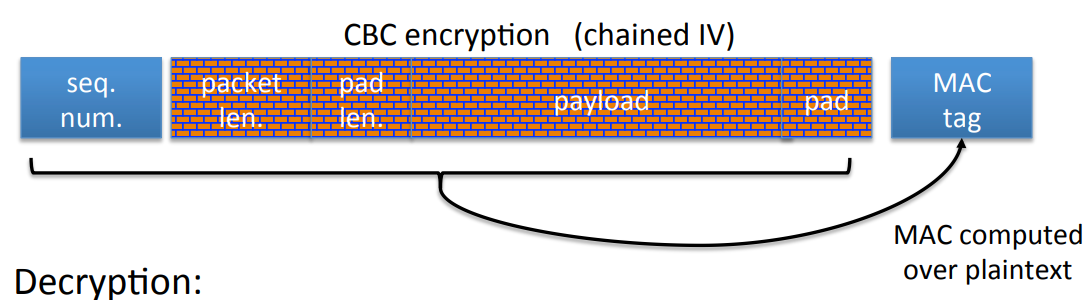 CBC encryption (chained IV)
seq.
num.
packet
len.
pad
len.
payload
pad
MAC
tag
MAC computed
over plaintext
Decryption: